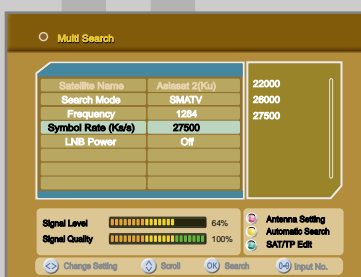 Multi Search
Satellite Name Asiasat 2(Ku)
Search Mode SMATV
Frequency 1284
Symbol Rate (Ks/s) 27500
LNB Power Off
22000
26000
27500
Signal Level 64%
Signal Quality 100%
Antenna Setting
Automatic Search
SAT/TP Edit
<> Change Setting Scroll OK Search 0~9 Input No.